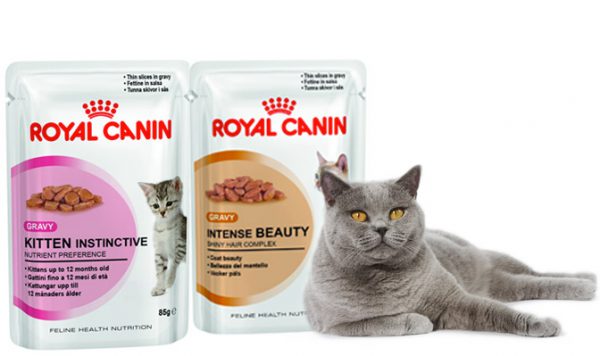 • Thin slices in gravy
• Fettine in salsa
• Tunna skivor i sås
ROYAL CANIN
GRAVY
KITTEN INSTINCTIVE
NUTRIENT PREFERENCE
• Kittens up to 12 months old
• Gattini fino a 12 mesi di età
• Kattungar upp till
12 månaders ålder
85g e
FELINE HEALTH NUTRITION
• Thin slices in gravy
• Fettine in salsa
• Tunna skivor i sås
ROYAL CANIN
GRAVY
INTENSE BEAUTY
SHINY HAIR COMPLEX
• Coat beauty
• Bellezza del mantello
• Vacker päls
FELINE HEALTH NUTRITION